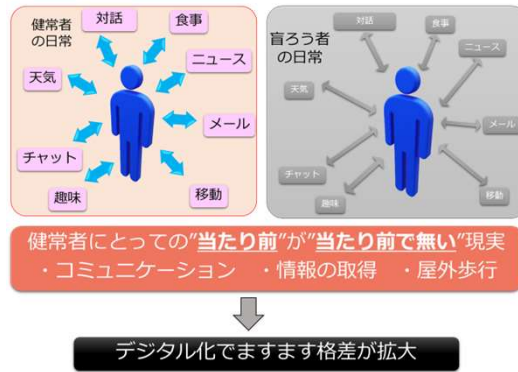 健常者
の日常
対話
食事
天気
ニュース
メール
チャット
趣味
移動
盲ろう者
の日常
対話
食事
ニュース
天気
メール
チャット
趣味
移動
健常者にとっての"当たり前"が"当たり前で無い"現実
・コミュニケーション ・情報の取得 ・屋外歩行
デジタル化でますます格差が拡大